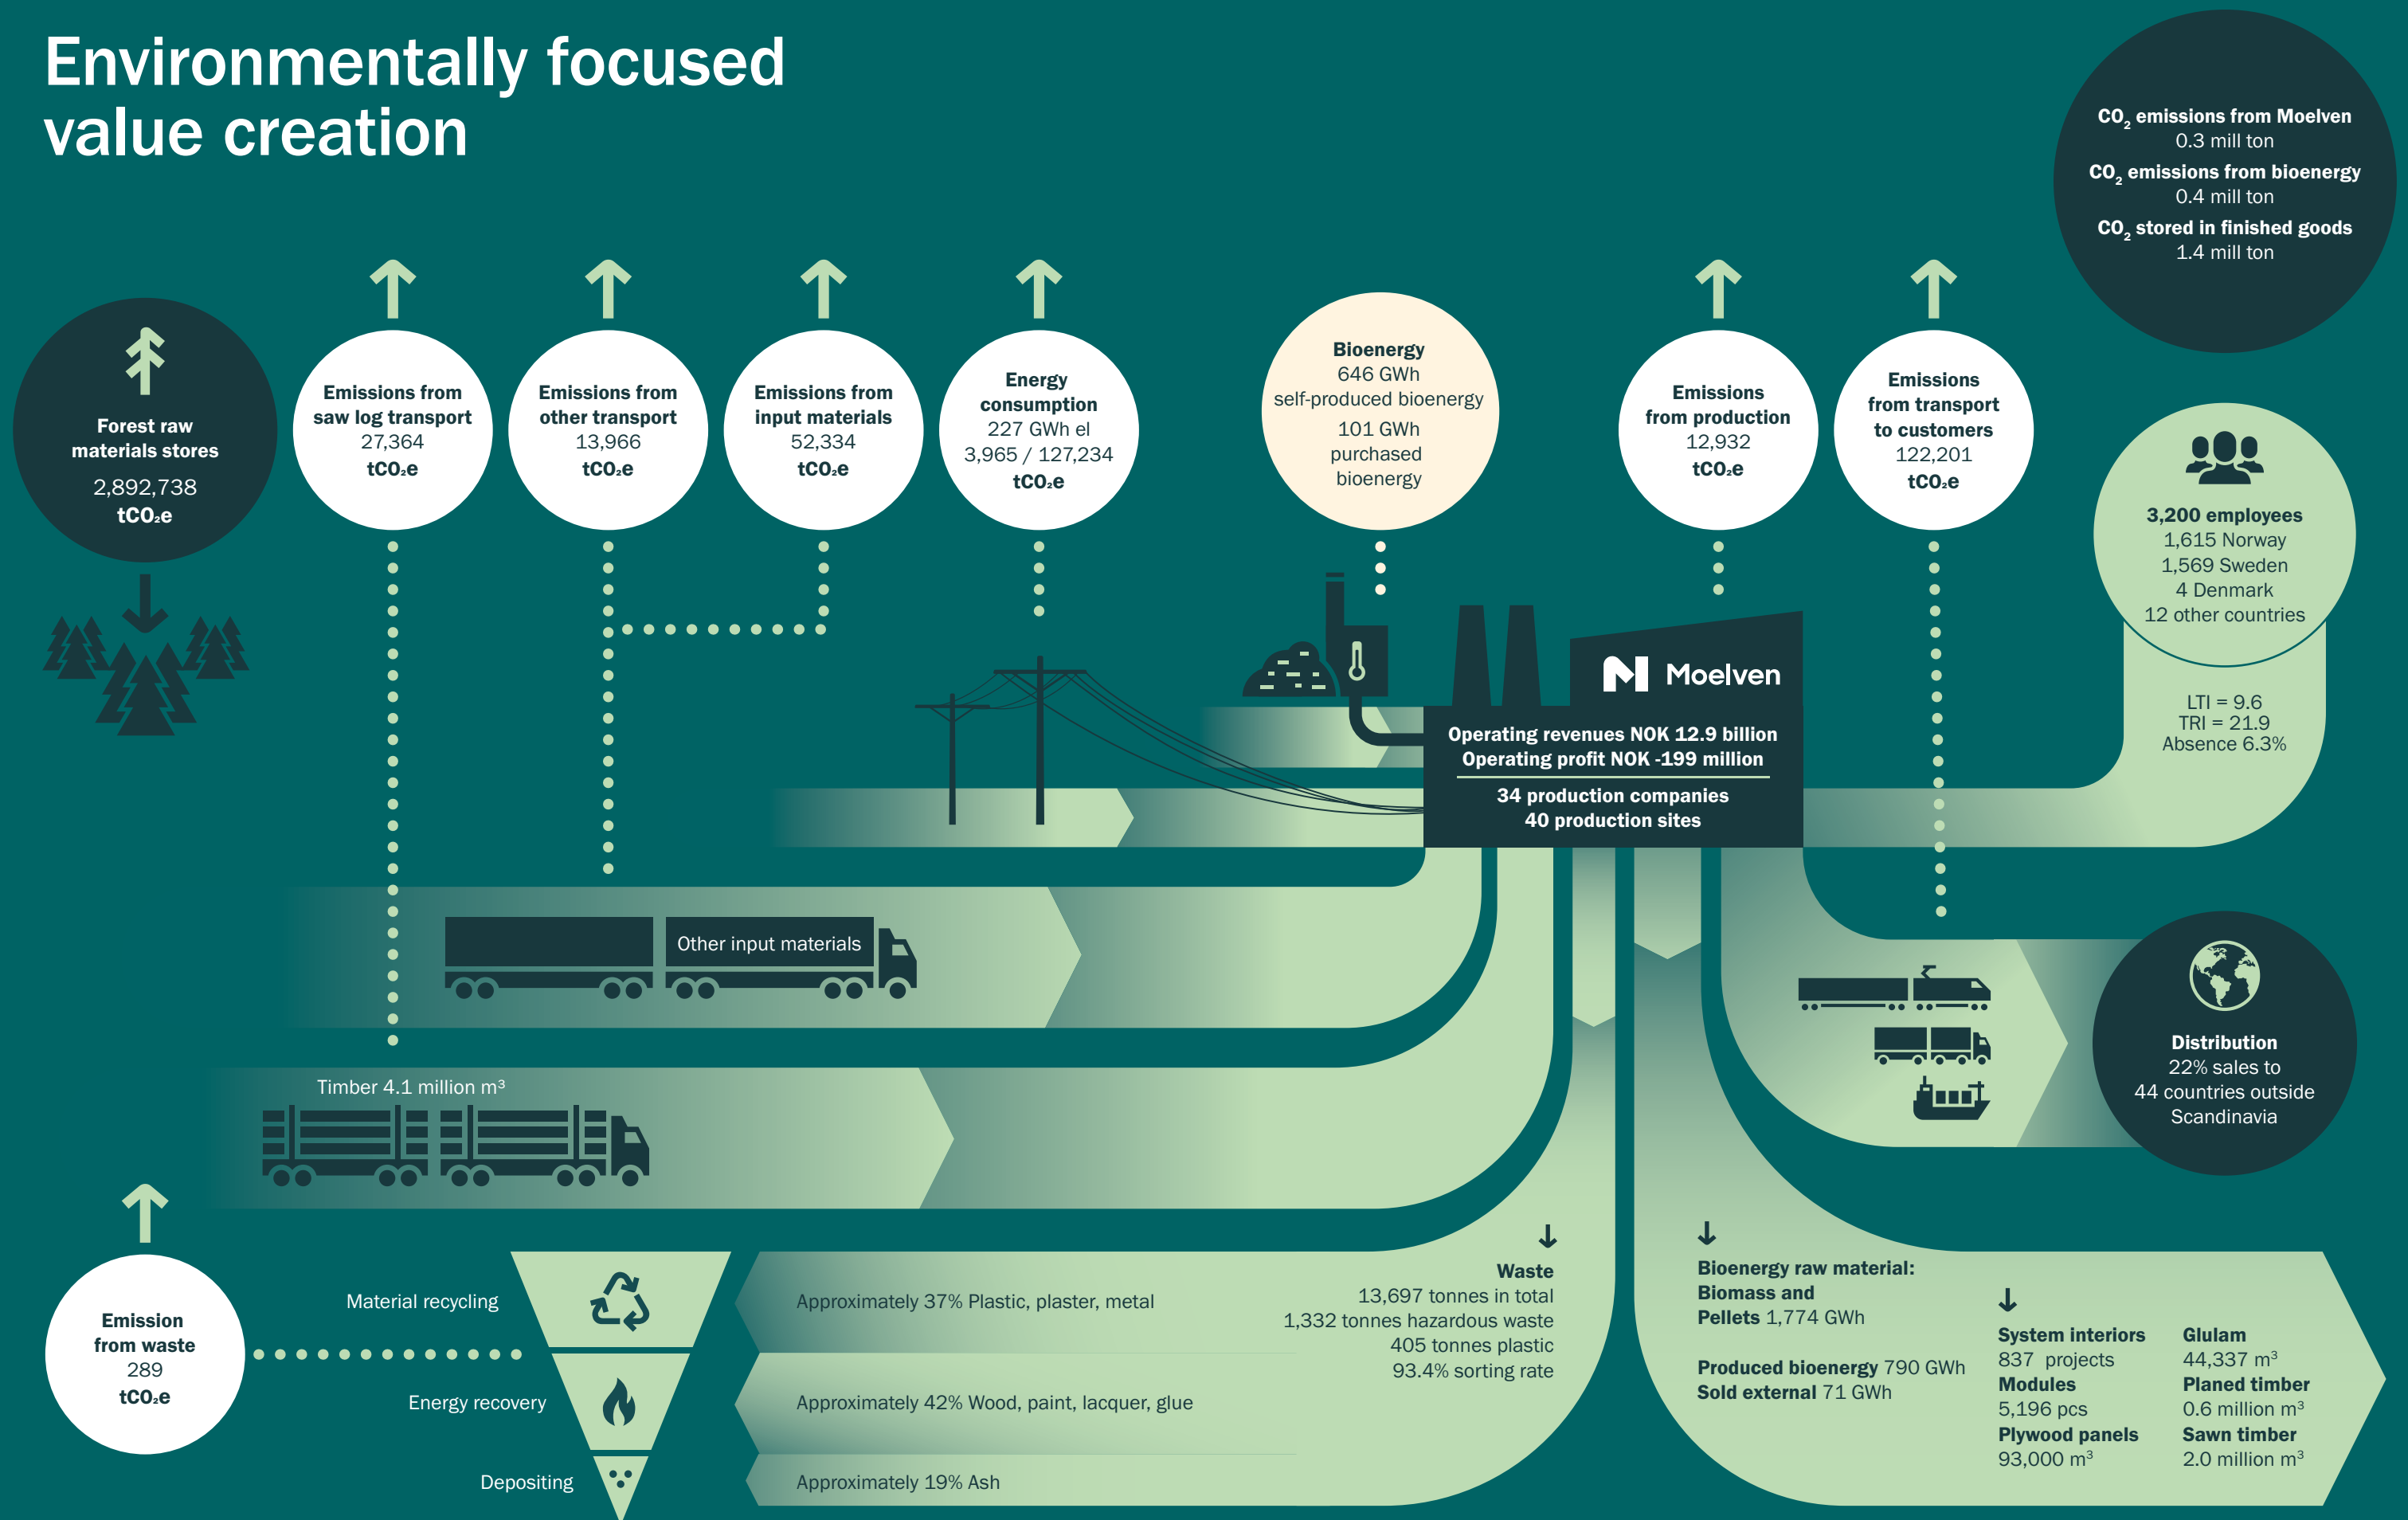 Environmentally focused
value creation
CO₂ emissions from Moelven
0.3 mill ton
CO₂ emissions from bioenergy
0.4 mill ton
CO₂ stored in finished goods
1.4 mill ton
Forest raw
materials stores
2,892,738
tCO₂e
Emissions from
saw log transport
27,364
tCO₂e
Emissions from
other transport
13,966
tCO₂e
Emissions from
input materials
52,334
tCO₂e
Energy
consumption
227 GWh el
3,965 / 127,234
tCO₂e
Bioenergy
646 GWh
self-produced bioenergy
101 GWh
purchased
bioenergy
Emissions
from production
12,932
tCO₂e
Emissions
from transport
to customers
122,201
tCO₂e
3,200 employees
1,615 Norway
1,569 Sweden
4 Denmark
12 other countries
LTI = 9.6
TRI = 21.9
Absence 6.3%
Moelven
Operating revenues NOK 12.9 billion
Operating profit NOK -199 million
34 production companies
40 production sites
Other input materials
Timber 4.1 million m³
Distribution
22% sales to
44 countries outside
Scandinavia
Emission
from waste
289
tCO₂e
Material recycling
Energy recovery
Depositing
Approximately 37% Plastic, plaster, metal
Approximately 42% Wood, paint, lacquer, glue
Approximately 19% Ash
Waste
13,697 tonnes in total
1,332 tonnes hazardous waste
405 tonnes plastic
93.4% sorting rate
Bioenergy raw material:
Biomass and
Pellets 1,774 GWh
Produced bioenergy 790 GWh
Sold external 71 GWh
System interiors
837 projects
Modules
5,196 pcs
Plywood panels
93,000 m³
Glulam
44,337 m³
Planed timber
0.6 million m³
Sawn timber
2.0 million m³